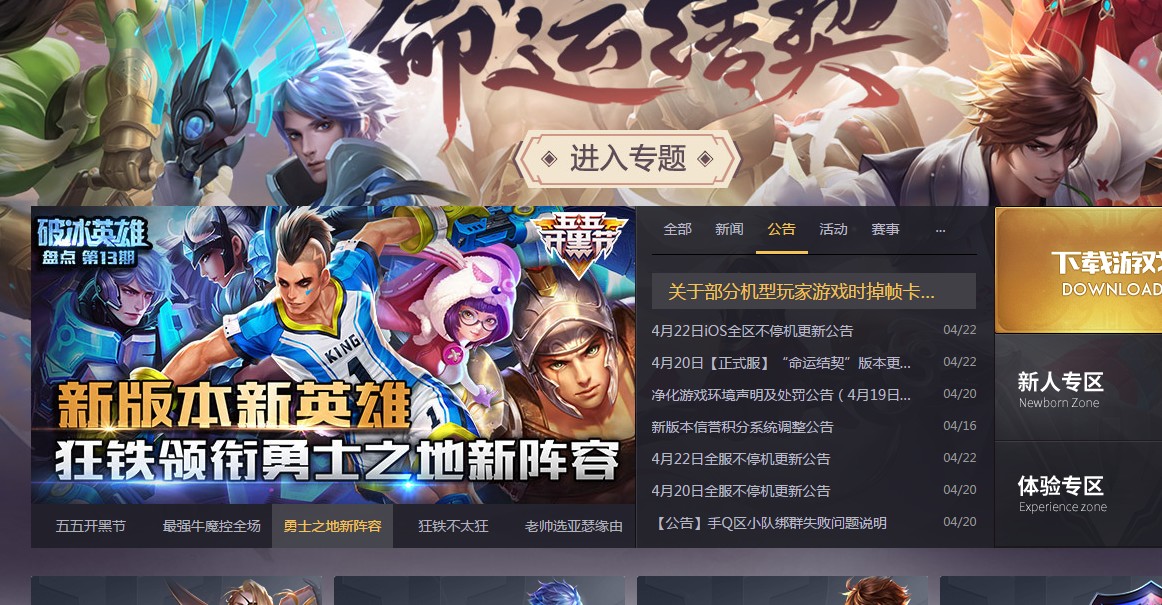 命运结契
进入专题
破冰英雄
盘点 第13期
五五开黑节
新版本新英雄
狂铁领衔勇士之地新阵容
KING
1
1
五五开黑节
最强牛魔控全场
勇士之地新阵容
狂铁不太狂
老帅选亚瑟缘由
全部
新闻
公告
活动
赛事
...
关于部分机型玩家游戏时掉帧卡...
4月22日iOS全区不停机更新公告 04/22
4月20日【正式服】“命运结契”版本更... 04/22
净化游戏环境声明及处罚公告（4月19日... 04/20
新版本信誉积分系统调整公告 04/16
4月22日全服不停机更新公告 04/22
4月20日全服不停机更新公告 04/20
【公告】手Q区小队绑群失败问题说明 04/20
下载游戏
DOWNLOAD
新人专区
Newborn Zone
体验专区
Experience zone